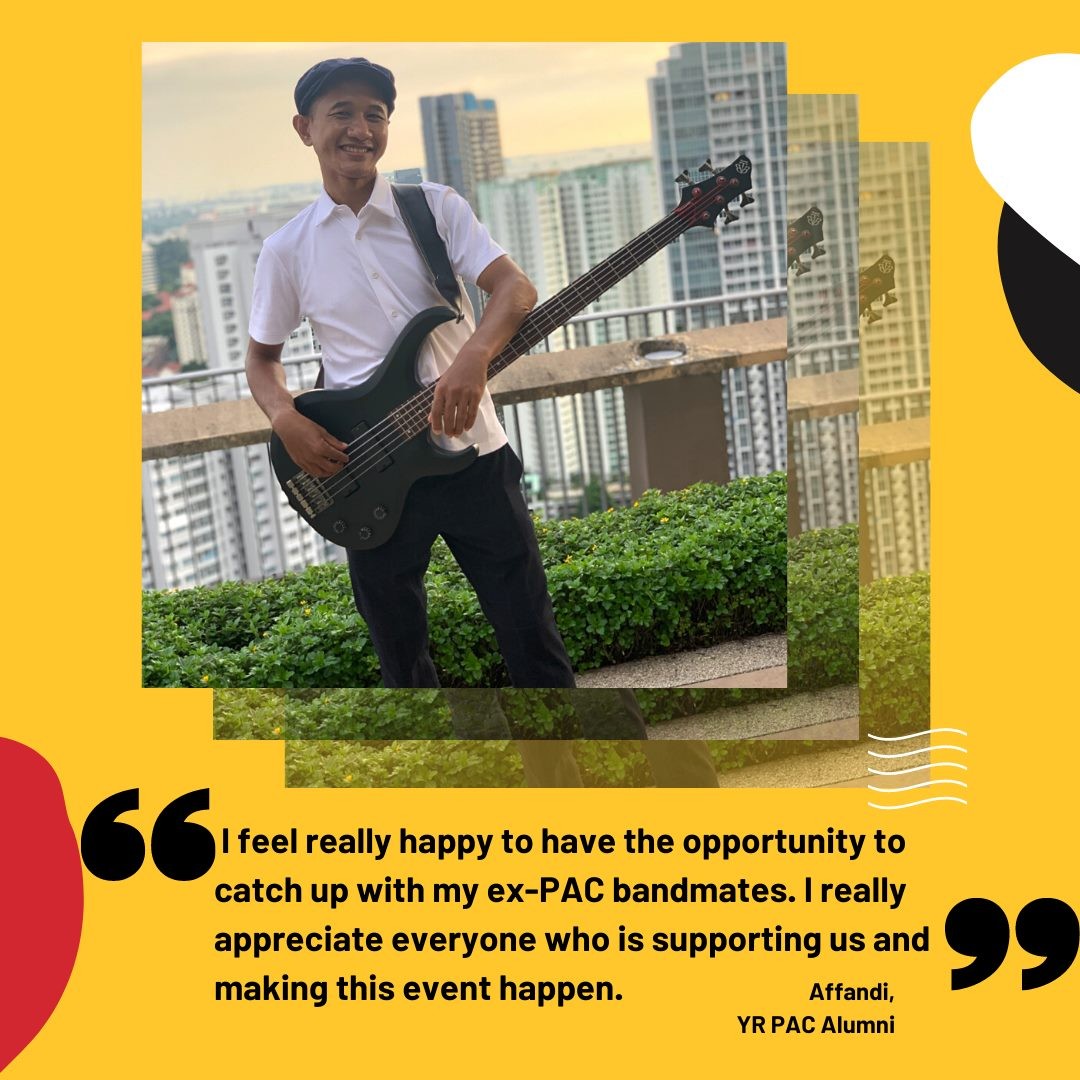 I feel really happy to have the opportunity to
catch up with my ex-PAC bandmates. I really
appreciate everyone who is supporting us and
making this event happen.
Affandi,
YR PAC Alumni